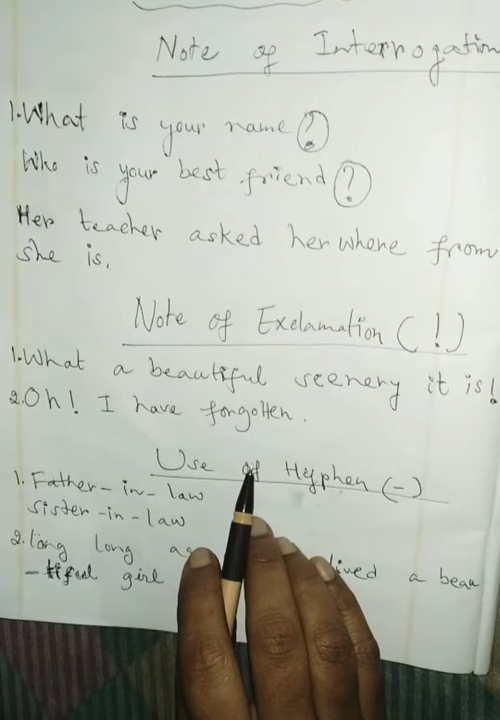 Note of Interrogation
1. What is your name?
Who is your best friend?
Her teacher asked her where from
she is.
Note of Exclamation (!)
1. What a beautiful scenery it is!
2. Oh! I have forgotten.
Use of Hyphen (-)
1. Father-in-law
sister-in-law
2. long long lived a beau
-tiful girl